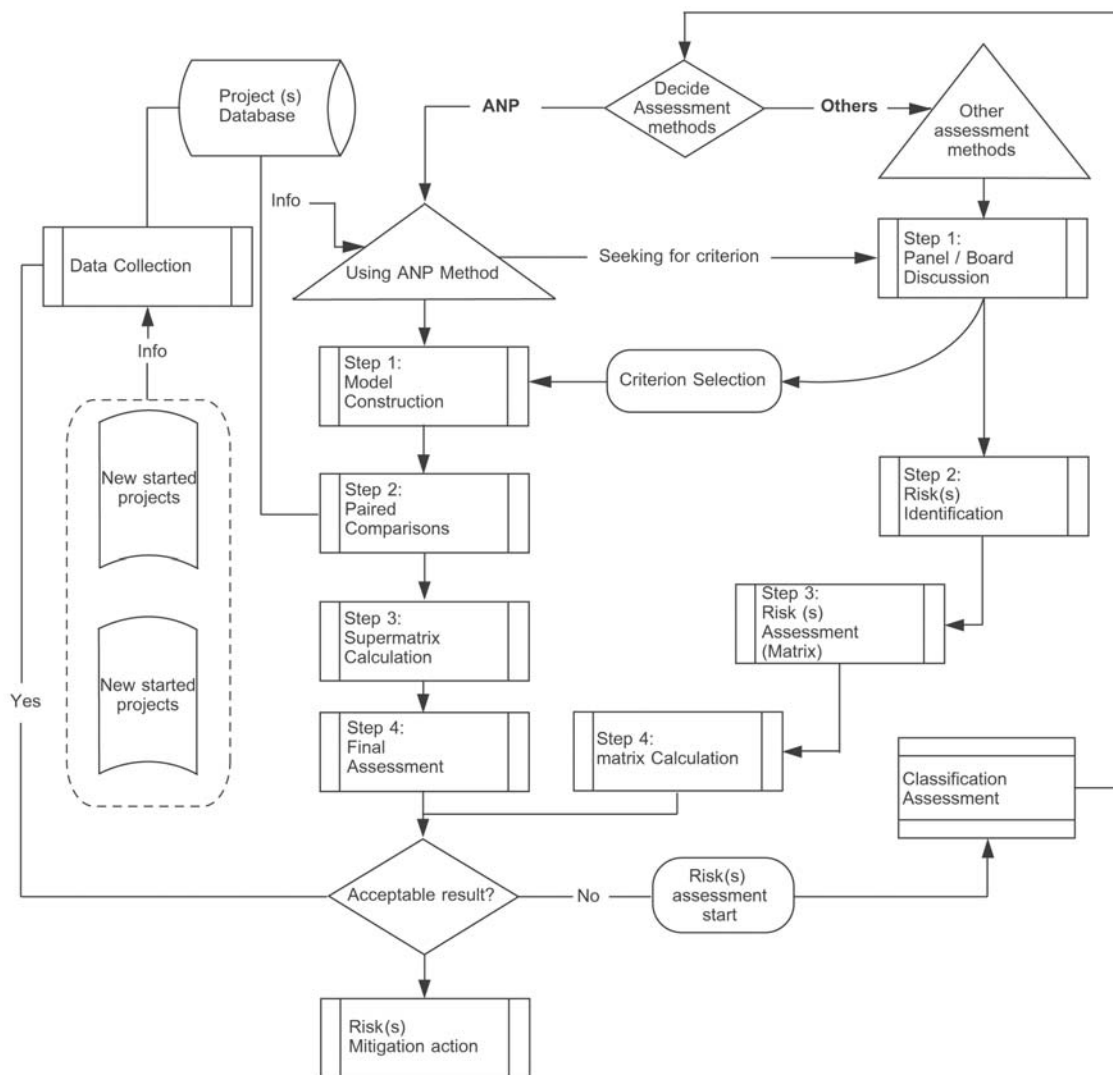 Project (s)
Database
Decide
Assessment
methods
ANP
Others
Other
assessment
methods
Info
Data Collection
Using ANP Method
Seeking for criterion
Step 1:
Panel / Board
Discussion
Info
Step 1:
Model
Construction
Criterion Selection
New started
projects
Step 2:
Paired
Comparisons
Step 2:
Risk(s)
Identification
Step 3:
Supermatrix
Calculation
Step 3:
Risk (s)
Assessment
(Matrix)
New started
projects
Yes
Step 4:
Final
Assessment
Step 4:
matrix Calculation
Classification
Assessment
Acceptable result?
No
Risk(s)
assessment
start
Risk(s)
Mitigation action